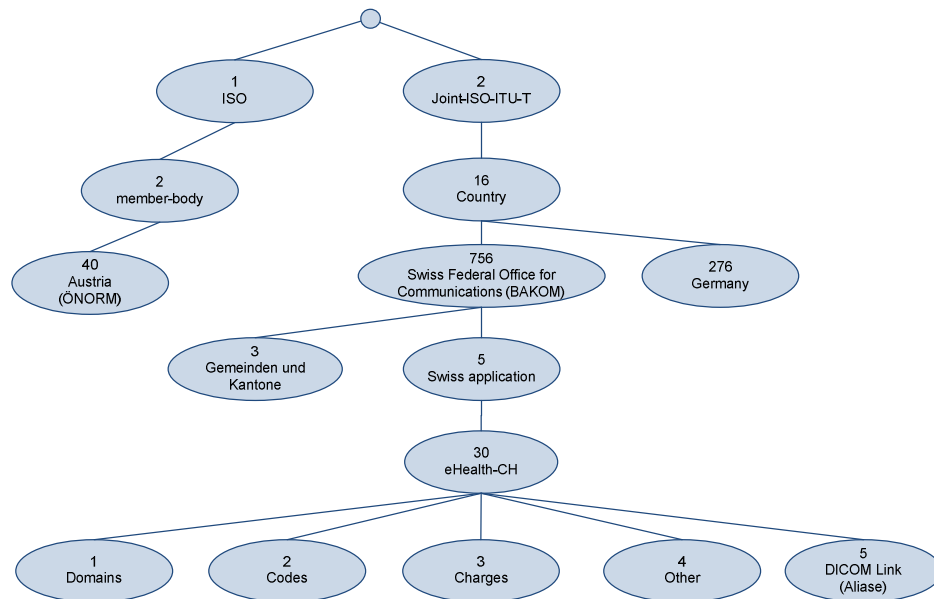 1
ISO
2
Joint-ISO-ITU-T
2
member-body
16
Country
40
Austria
(ÖNORM)
756
Swiss Federal Office for
Communications (BAKOM)
276
Germany
3
Gemeinden und
Kantone
5
Swiss application
30
eHealth-CH
1
Domains
2
Codes
3
Charges
4
Other
5
DICOM Link
(Aliase)